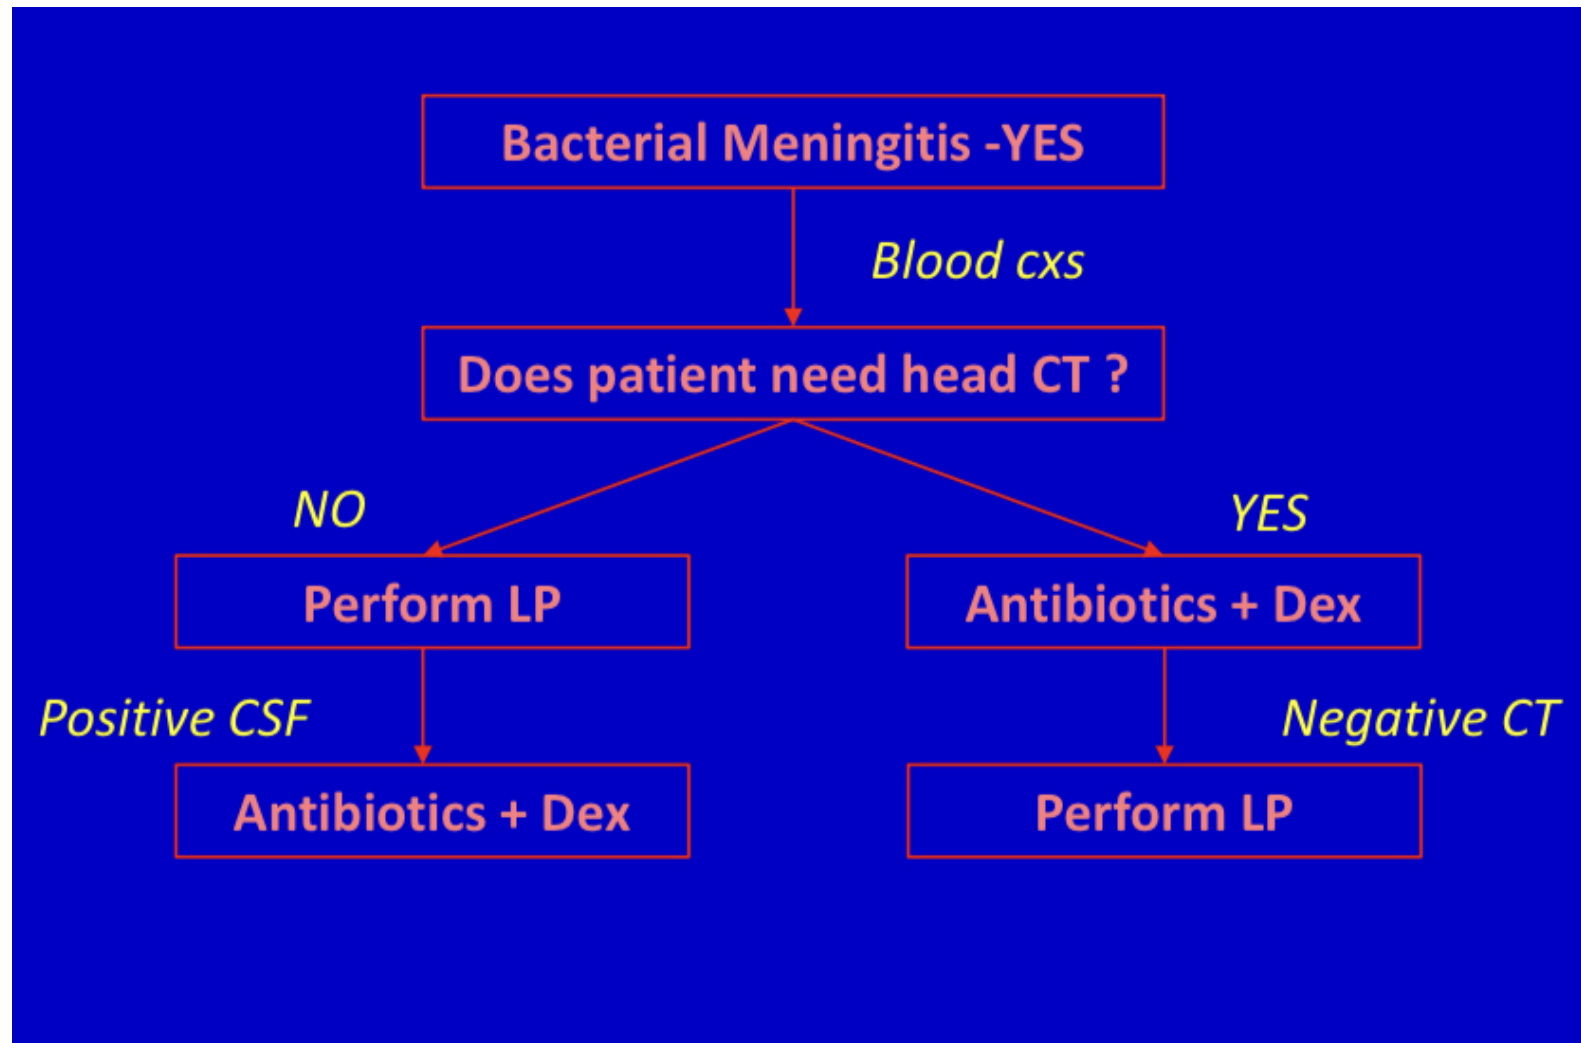 Bacterial Meningitis -YES
Blood cxs
Does patient need head CT ?
NO
YES
Perform LP
Antibiotics + Dex
Positive CSF
Negative CT
Antibiotics + Dex
Perform LP